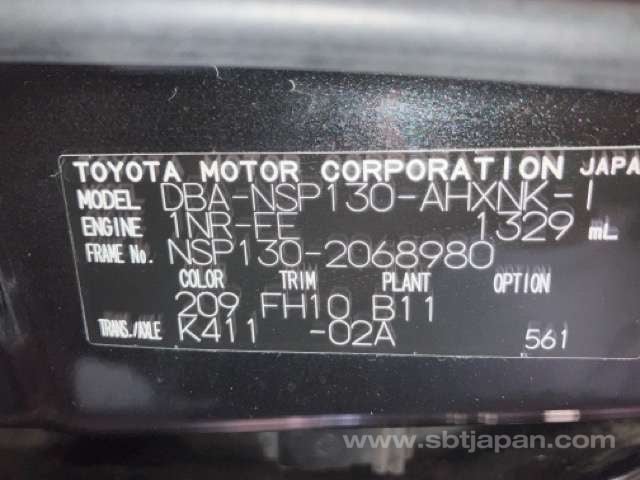 TOYOTA MOTOR CORPORATION JAPA
MODEL DBA-NSP130-AHXNK-I
ENGINE 1NR-FE 1329 mL
FRAME No. NSP130-2068980
COLOR TRIM PLANT OPTION
209 FH10 B11
TRANS./AXLE K411 -02A 561
www.sbtjapan.com